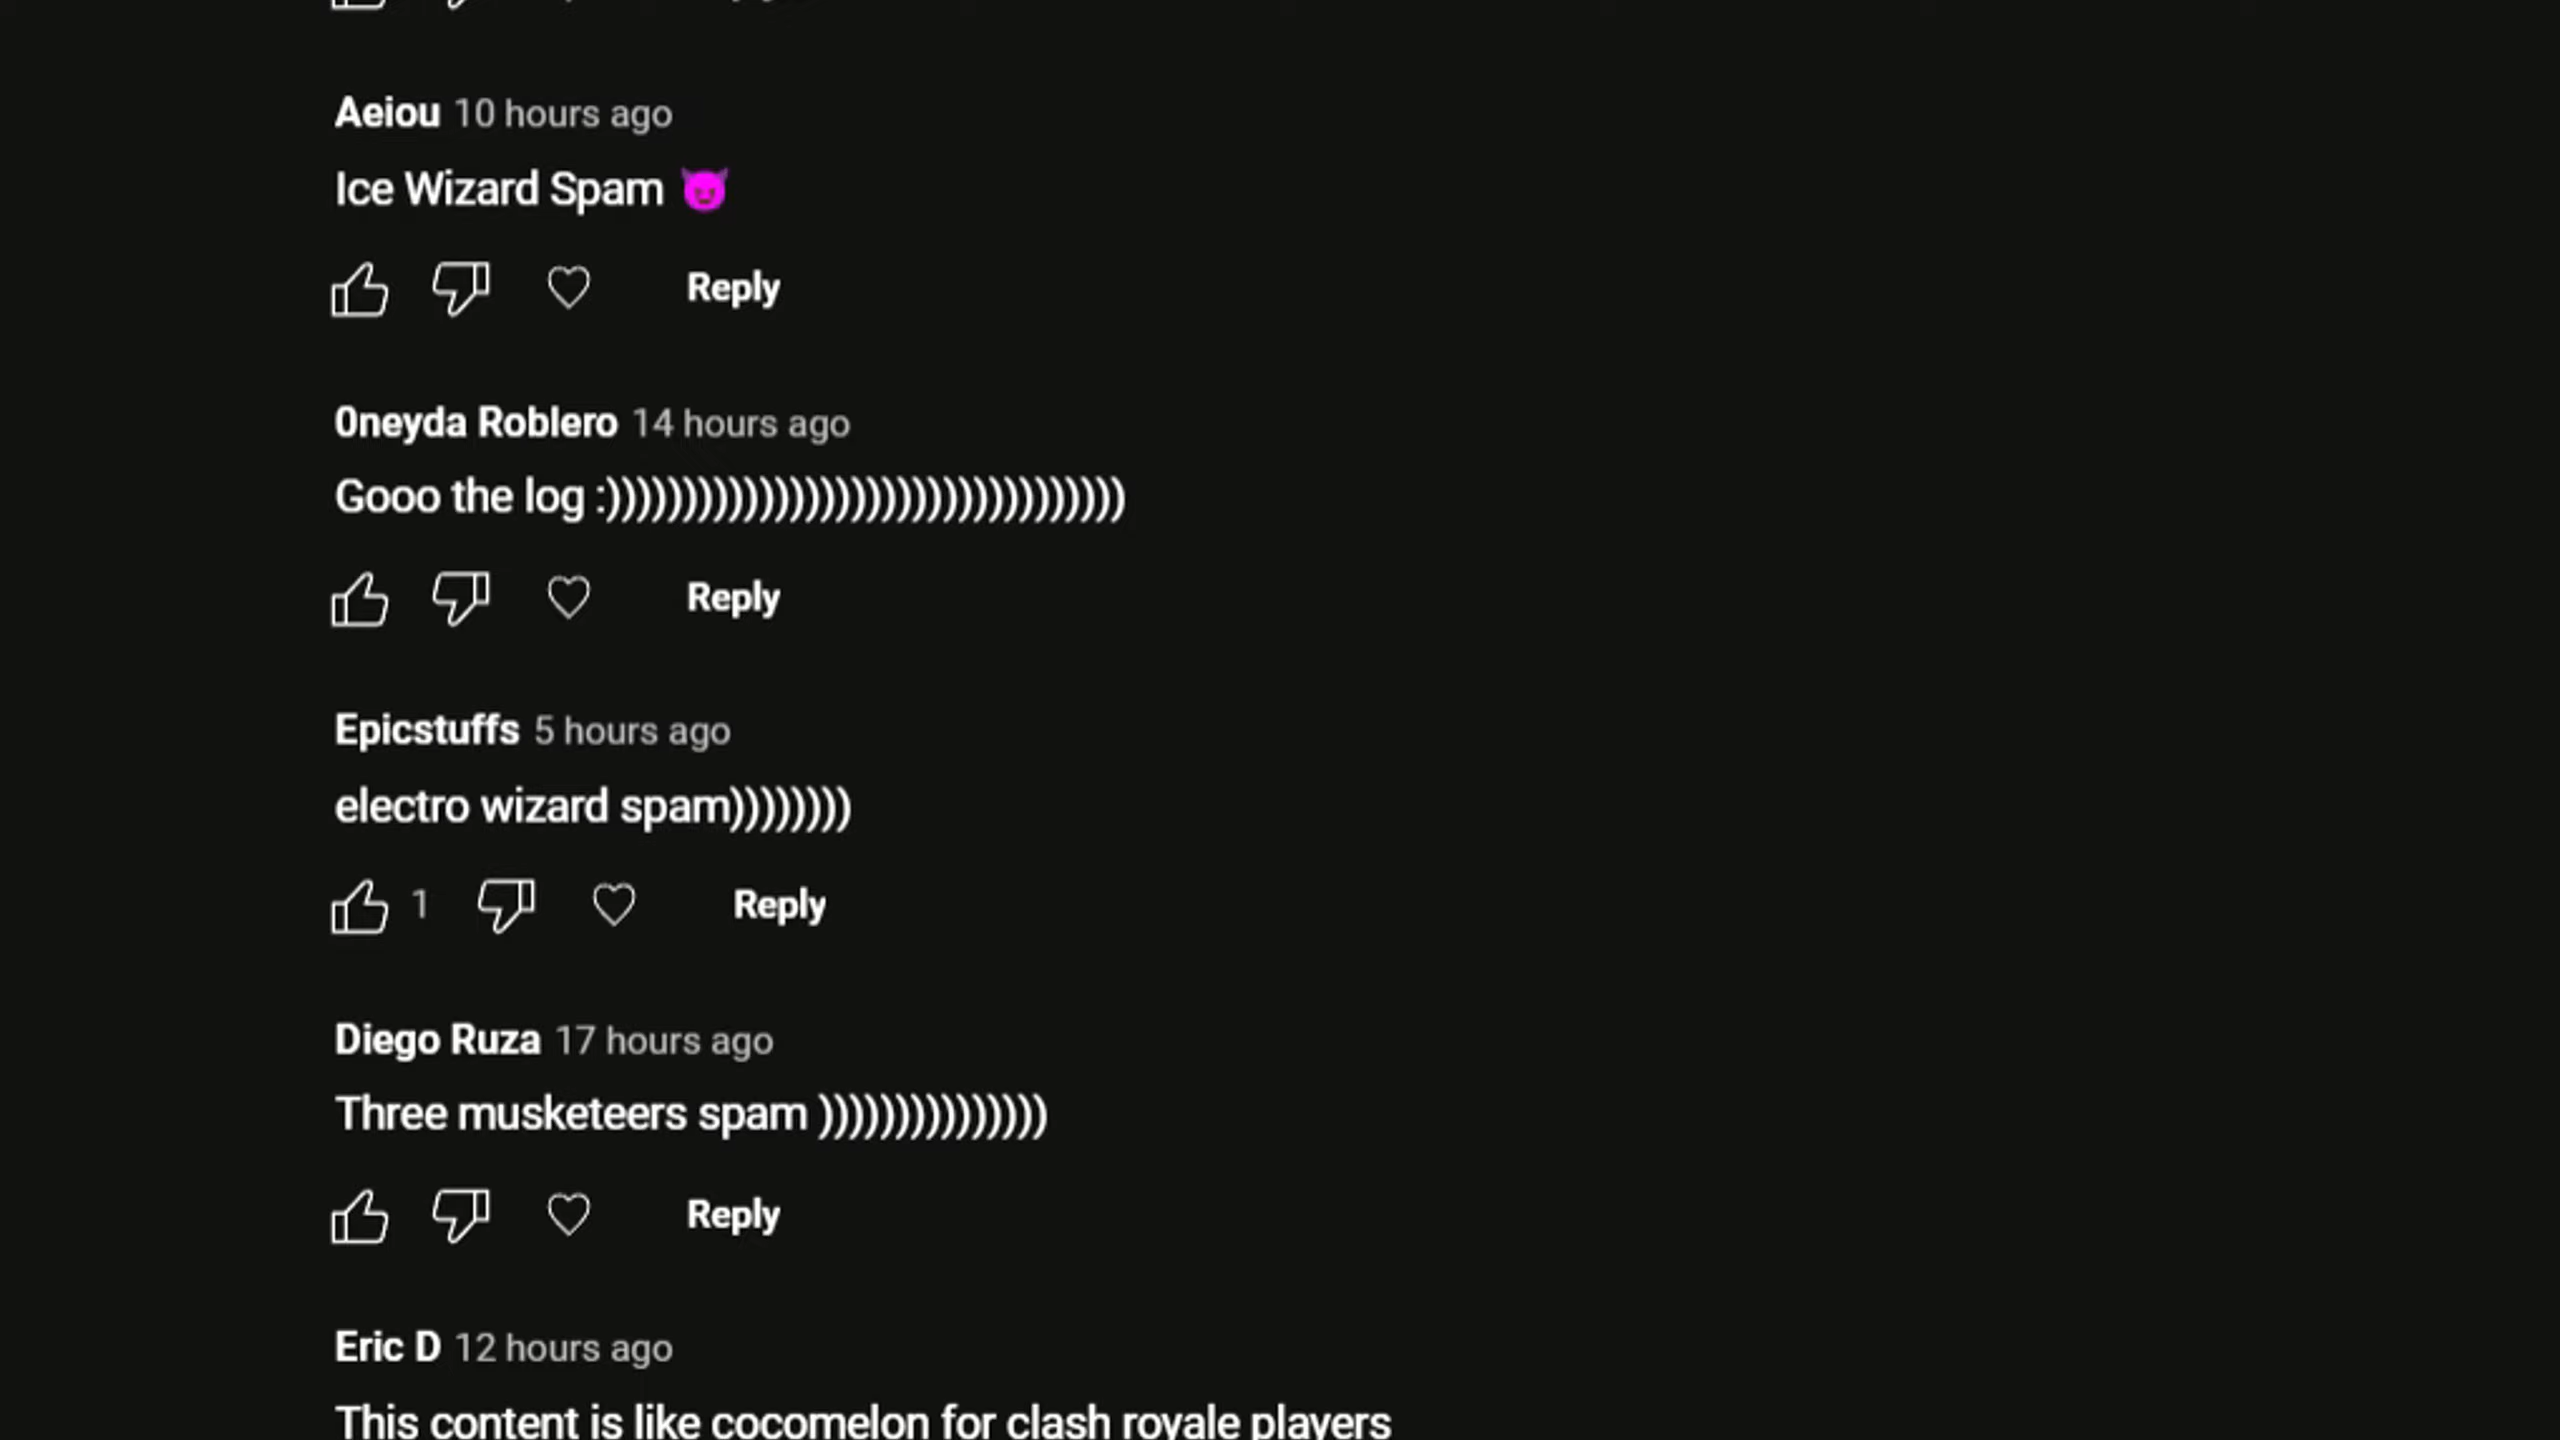 Aeiou 10 hours ago
Ice Wizard Spam 😈
Reply
0neyda Roblero 14 hours ago
Gooo the log :))))))))))))))))))))))))))))))))))
Reply
Epicstuffs 5 hours ago
electro wizard spam))))))))
1 Reply
Diego Ruza 17 hours ago
Three musketeers spam )))))))))))))))
Reply
Eric D 12 hours ago
This content is like cocomelon for clash royale players